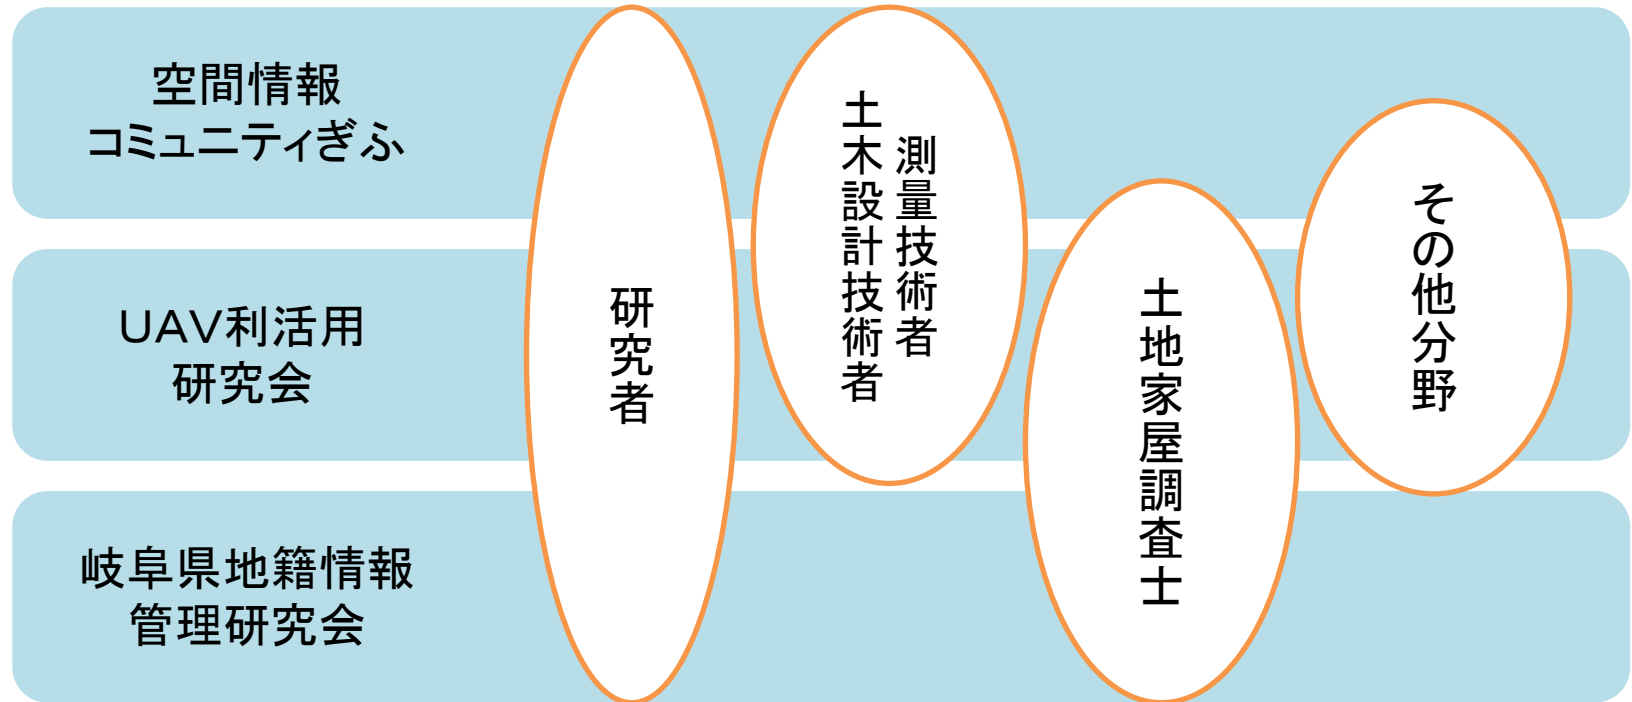 空間情報
コミュニティぎふ
UAV利活用
研究会
岐阜県地籍情報
管理研究会
研究者
測量技術者
土木設計技術者
土地家屋調査士
その他分野